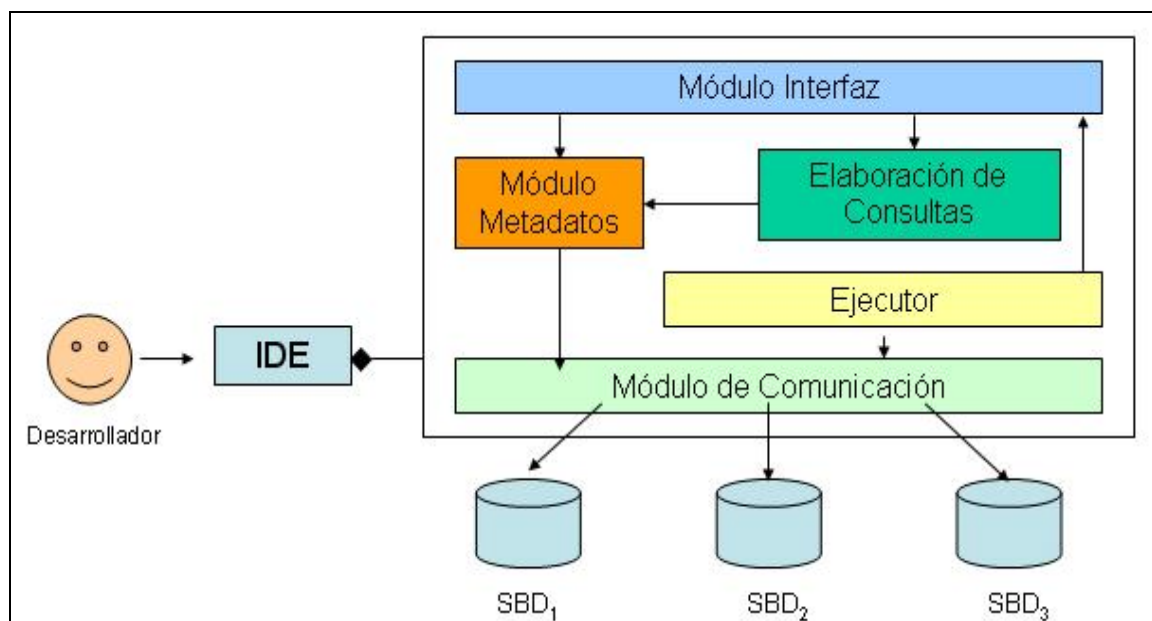 Módulo Interfaz
Módulo
Metadatos
Elaboración de
Consultas
Ejecutor
IDE
Módulo de Comunicación
Desarrollador
SBD1
SBD2
SBD3